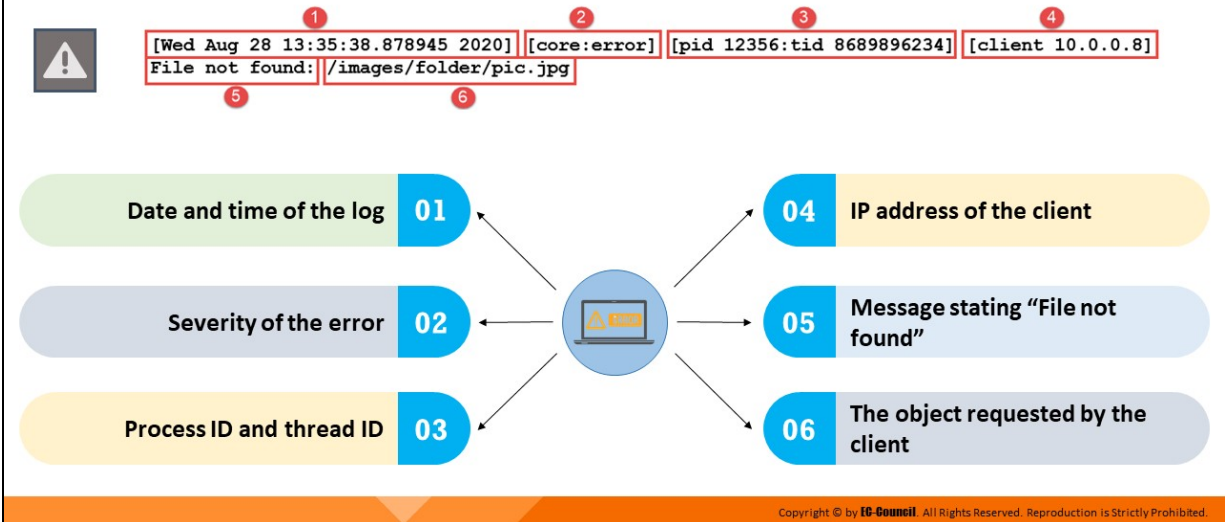 1 2 3 4
[Wed Aug 28 13:35:38.878945 2020] [core:error] [pid 12356:tid 8689896234] [client 10.0.0.8]
File not found: /images/folder/pic.jpg
5 6
Date and time of the log 01
04 IP address of the client
Severity of the error 02
05 Message stating “File not
found”
Process ID and thread ID 03
06 The object requested by the
client
Copyright © by EC-Council. All Rights Reserved. Reproduction is Strictly Prohibited.